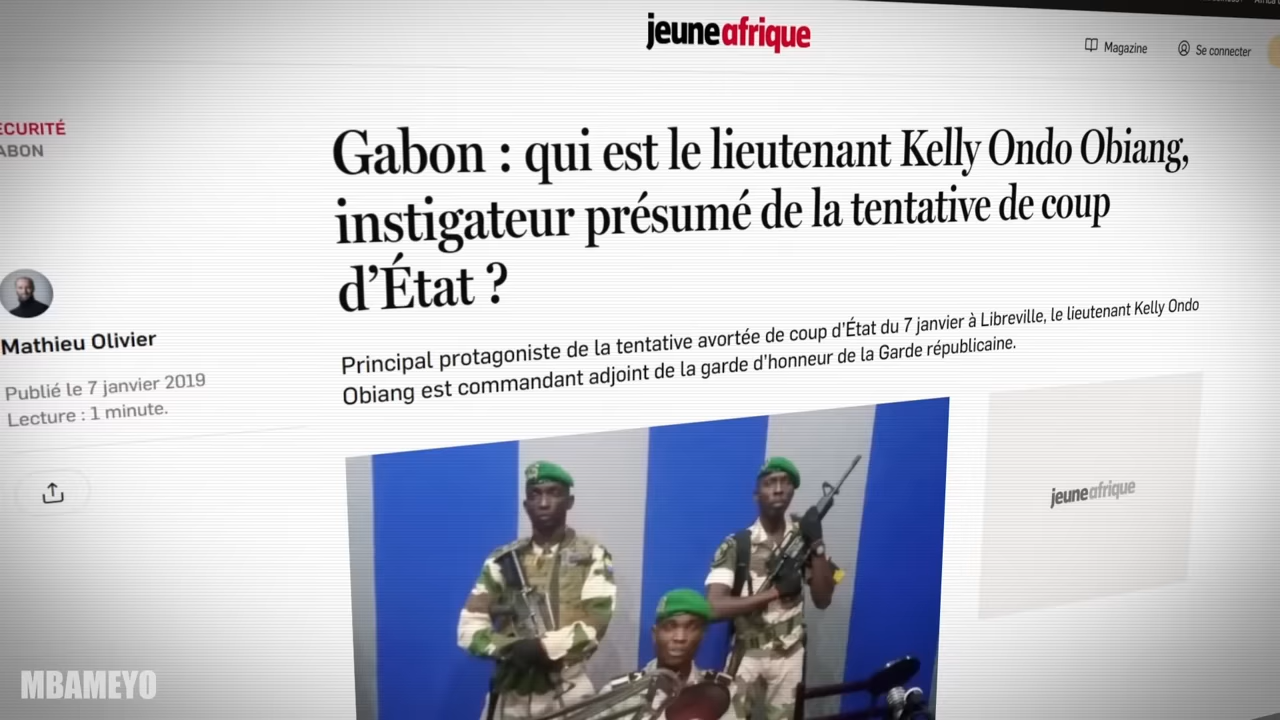 jeuneafrique
Magazine
Se connecter
ÉCURITÉ
ABON
Gabon : qui est le lieutenant Kelly Ondo Obiang,
instigateur présumé de la tentative de coup
d'État ?
Mathieu Olivier
Publié le 7 janvier 2019
Lecture : 1 minute.
Principal protagoniste de la tentative avortée de coup d'État du 7 janvier à Libreville, le lieutenant Kelly Ondo
Obiang est commandant adjoint de la garde d'honneur de la Garde républicaine.
jeuneafrique
MBAMEYO